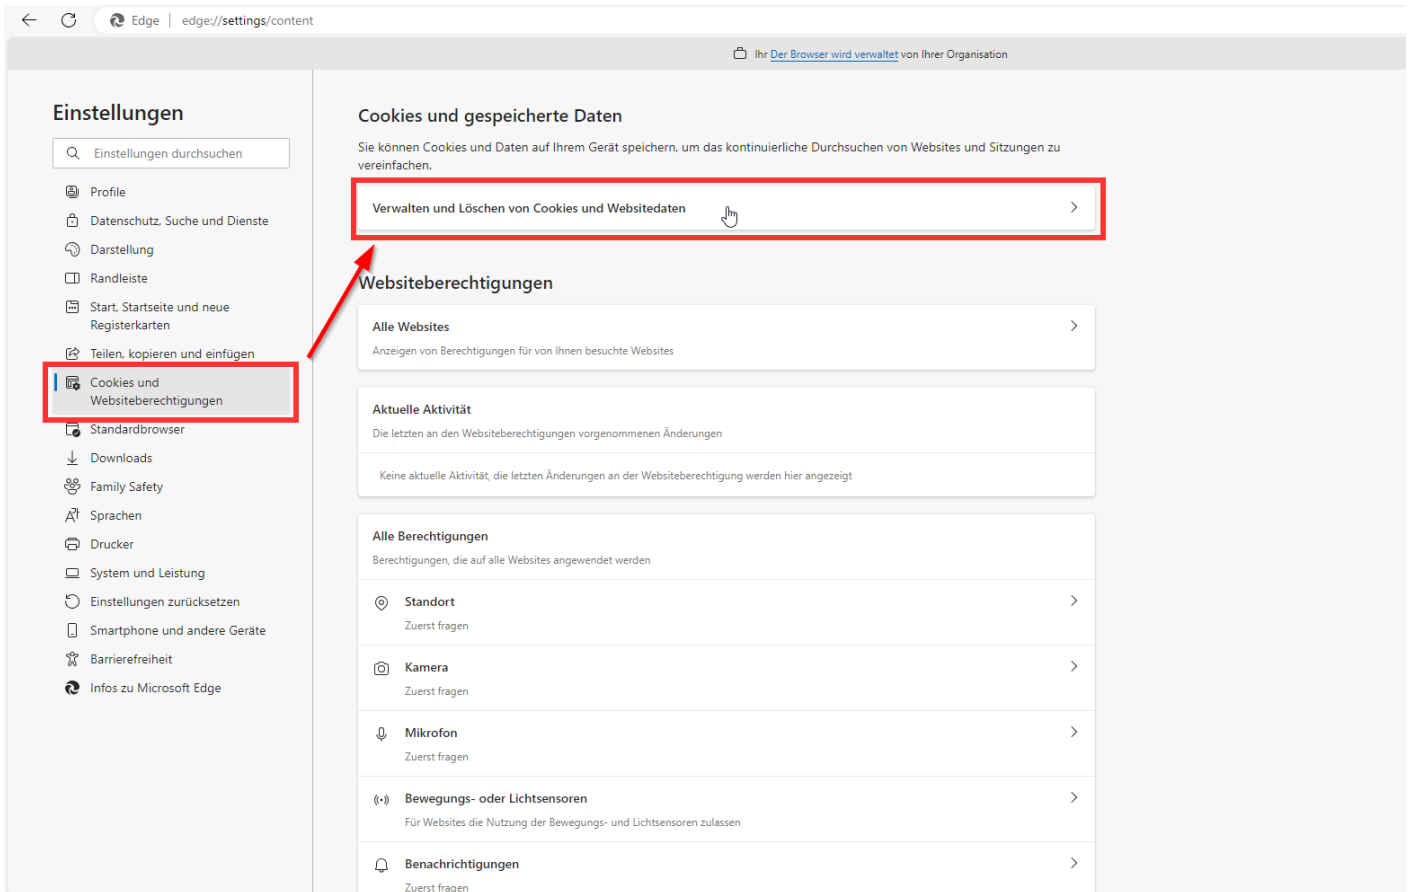 Edge | edge://settings/content
Ihr Der Browser wird verwaltet von Ihrer Organisation
Einstellungen
Einstellungen durchsuchen
Profile
Datenschutz, Suche und Dienste
Darstellung
Randleiste
Start, Startseite und neue
Registerkarten
Teilen, kopieren und einfügen
Cookies und
Websiteberechtigungen
Standardbrowser
Downloads
Family Safety
Sprachen
Drucker
System und Leistung
Einstellungen zurücksetzen
Smartphone und andere Geräte
Barrierefreiheit
Infos zu Microsoft Edge
Cookies und gespeicherte Daten
Sie können Cookies und Daten auf Ihrem Gerät speichern, um das kontinuierliche Durchsuchen von Websites und Sitzungen zu
vereinfachen.
Verwalten und Löschen von Cookies und Websitedaten
Websiteberechtigungen
Alle Websites
Anzeigen von Berechtigungen für von Ihnen besuchte Websites
Aktuelle Aktivität
Die letzten an den Websiteberechtigungen vorgenommenen Änderungen
Keine aktuelle Aktivität, die letzten Änderungen an der Websiteberechtigung werden hier angezeigt
Alle Berechtigungen
Berechtigungen, die auf alle Websites angewendet werden
Standort
Zuerst fragen
Kamera
Zuerst fragen
Mikrofon
Zuerst fragen
Bewegungs- oder Lichtsensoren
Für Websites die Nutzung der Bewegungs- und Lichtsensoren zulassen
Benachrichtigungen
Zuerst fragen